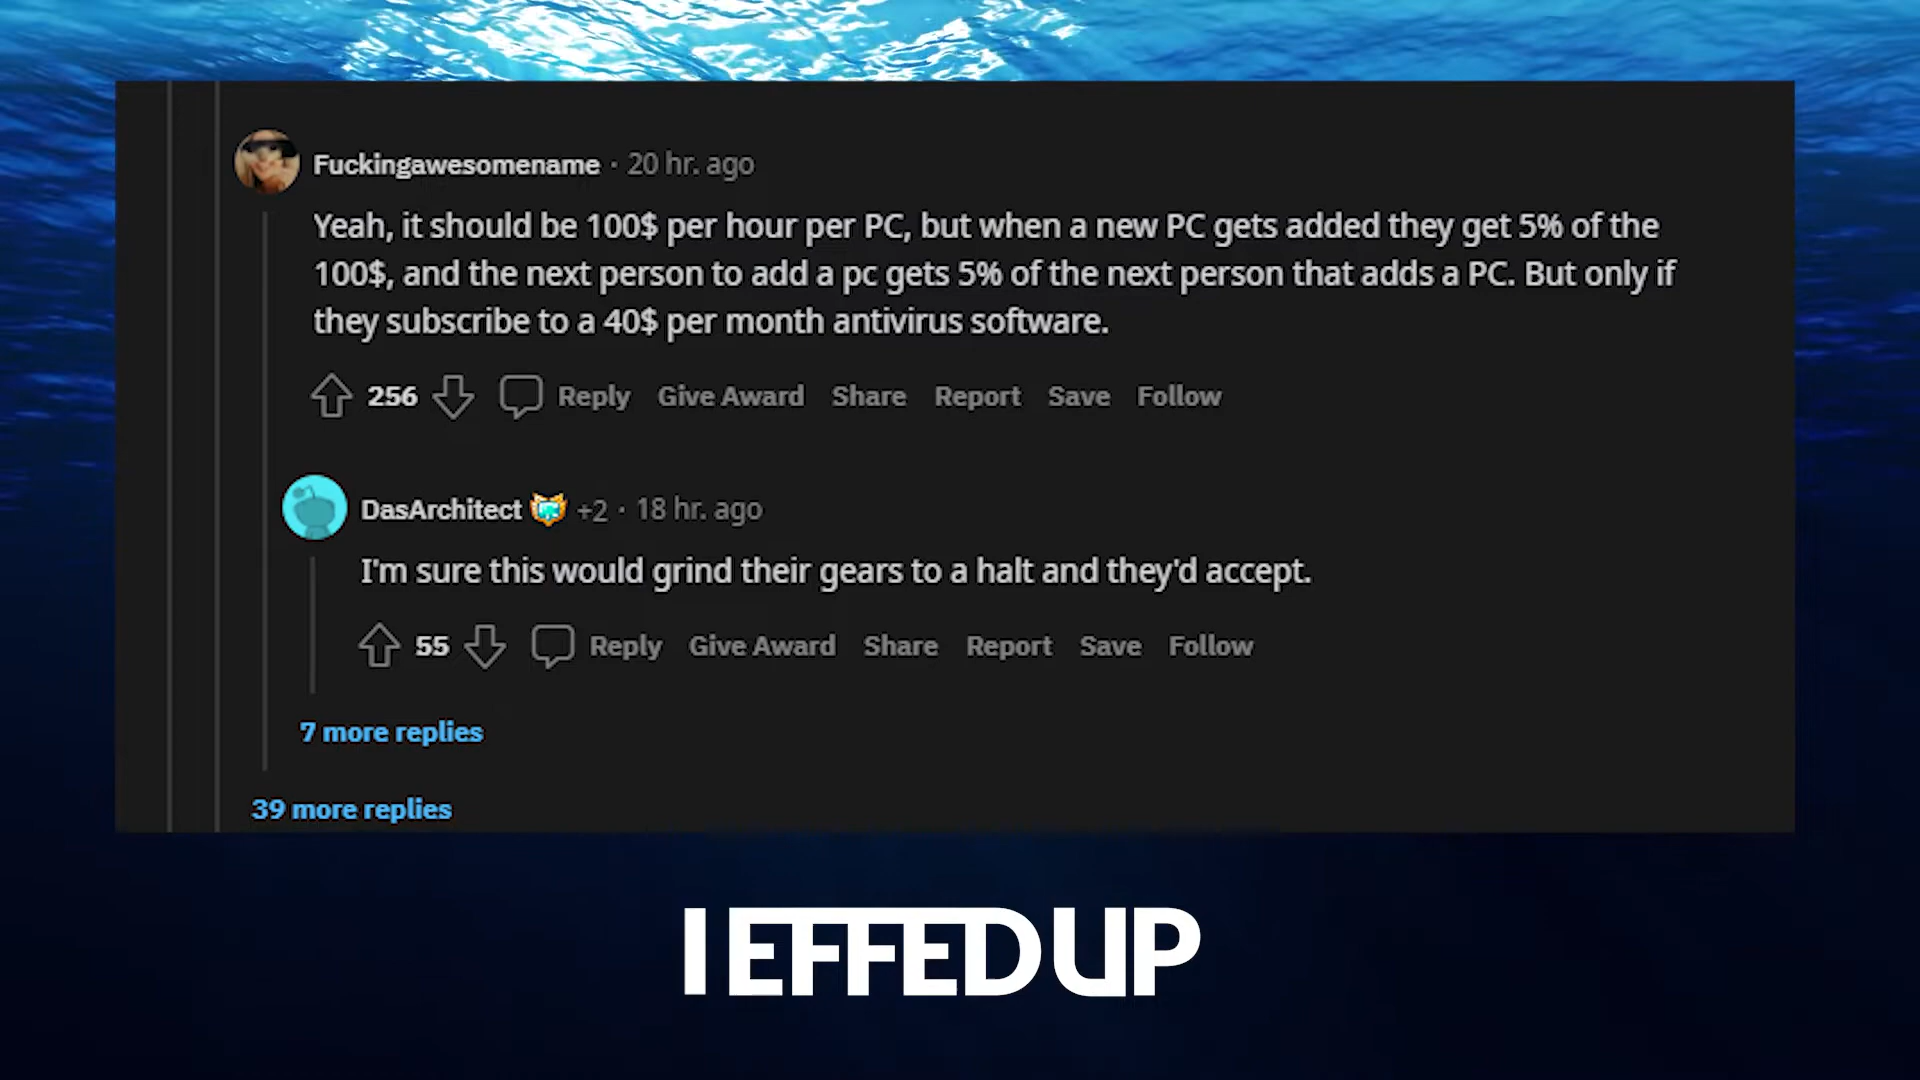 Fuckingawesomename · 20 hr. ago
Yeah, it should be 100$ per hour per PC, but when a new PC gets added they get 5% of the
100$, and the next person to add a pc gets 5% of the next person that adds a PC. But only if
they subscribe to a 40$ per month antivirus software.
256 Reply Give Award Share Report Save Follow
DasArchitect +2 · 18 hr. ago
I'm sure this would grind their gears to a halt and they'd accept.
55 Reply Give Award Share Report Save Follow
7 more replies
39 more replies
I EFFED UP